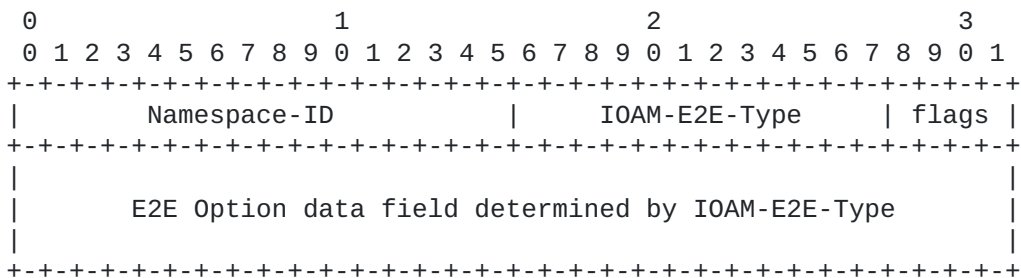 0                   1                   2                   3
 0 1 2 3 4 5 6 7 8 9 0 1 2 3 4 5 6 7 8 9 0 1 2 3 4 5 6 7 8 9 0 1
+-+-+-+-+-+-+-+-+-+-+-+-+-+-+-+-+-+-+-+-+-+-+-+-+-+-+-+-+-+-+-+-+
|        Namespace-ID           |     IOAM-E2E-Type     | flags |
+-+-+-+-+-+-+-+-+-+-+-+-+-+-+-+-+-+-+-+-+-+-+-+-+-+-+-+-+-+-+-+-+
|                                                               |
|       E2E Option data field determined by IOAM-E2E-Type       |
|                                                               |
+-+-+-+-+-+-+-+-+-+-+-+-+-+-+-+-+-+-+-+-+-+-+-+-+-+-+-+-+-+-+-+-+